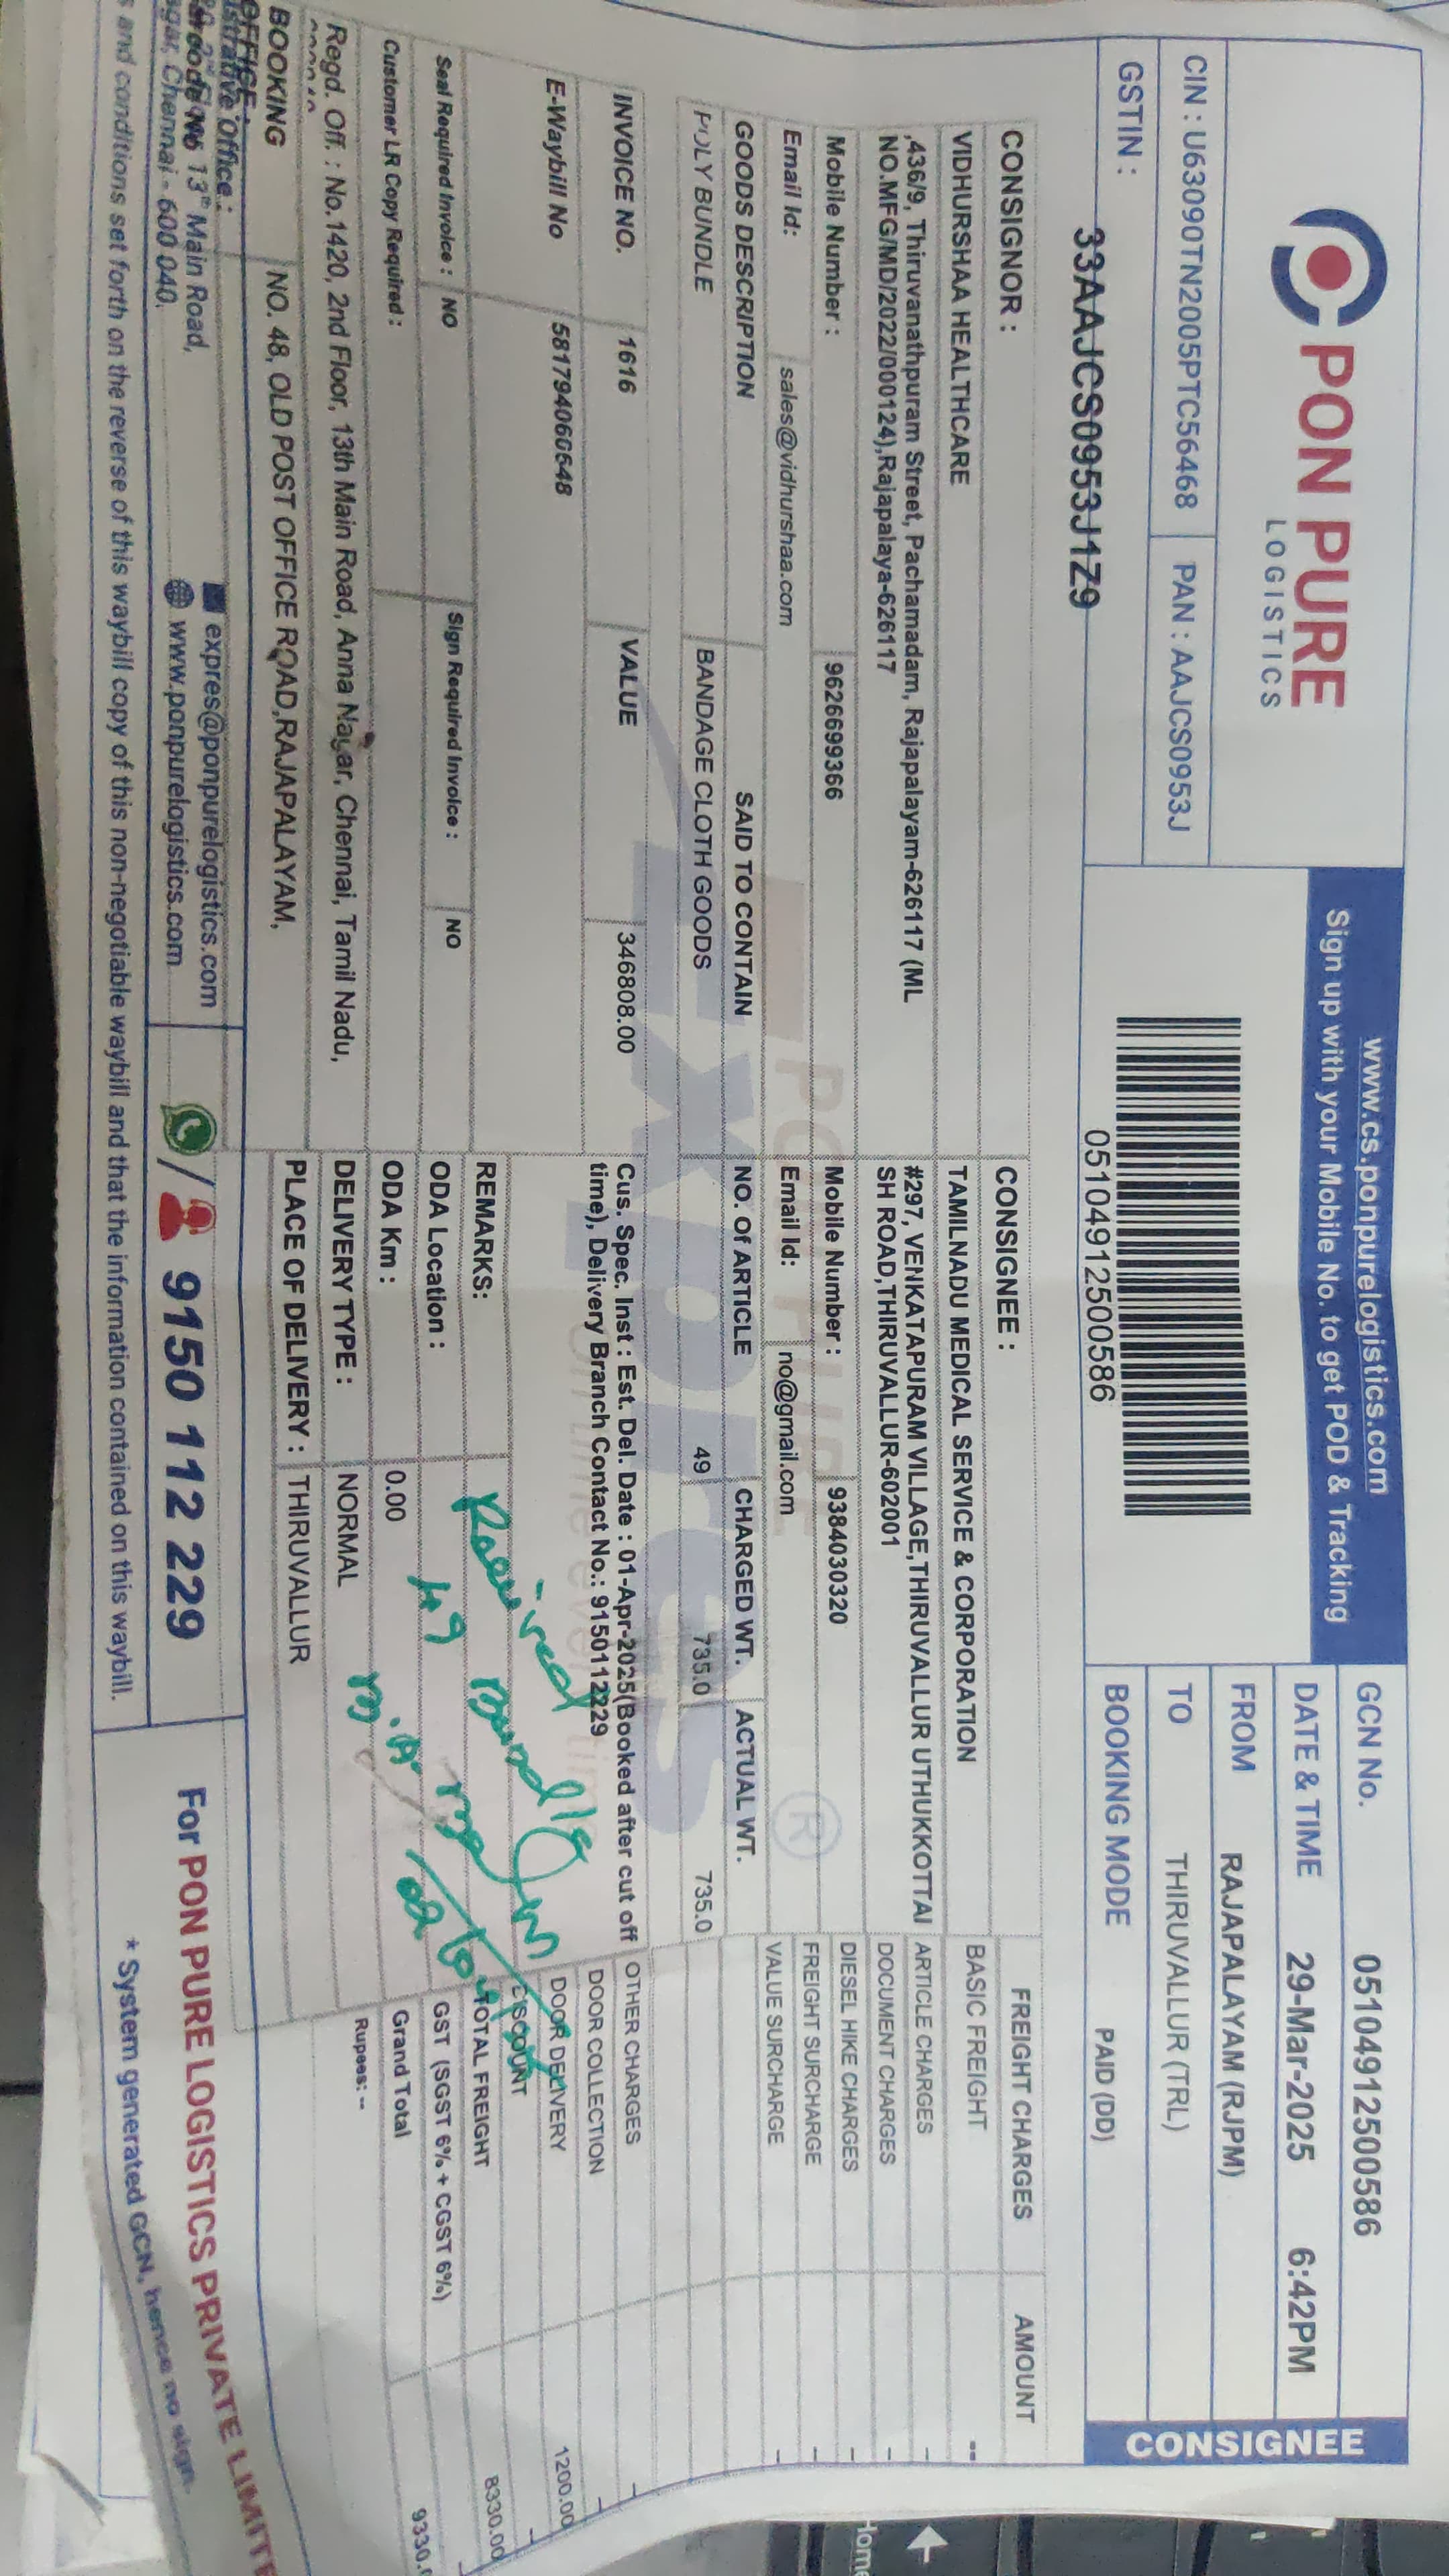 PON PURE
LOGISTICS
CIN : U63090TN2005PTC56468 PAN : AAJCS0953J
GSTIN :
33AAJCS0953J1Z9
www.cs.ponpurelogistics.com
Sign up with your Mobile No. to get POD & Tracking
05104912500586
GCN No. 05104912500586
DATE & TIME 29-Mar-2025 6:42PM
FROM RAJAPALAYAM (RJPM)
TO THIRUVALLUR (TRL)
BOOKING MODE PAID (DD)
CONSIGNEE
CONSIGNOR :
VIDHURSHAA HEALTHCARE
,436/9, Thiruvanathpuram Street, Pachamadam, Rajapalayam-626117 (ML
NO.MFG/MD/2022/000124),Rajapalaya-626117
Mobile Number : 9626699366
Email Id: sales@vidhurshaa.com
CONSIGNEE :
TAMILNADU MEDICAL SERVICE & CORPORATION
#297, VENKATAPURAM VILLAGE,THIRUVALLUR UTHUKKOTTAI
SH ROAD,THIRUVALLUR-602001
Mobile Number : 9384030320
Email Id: no@gmail.com
GOODS DESCRIPTION SAID TO CONTAIN NO. Of ARTICLE CHARGED WT. ACTUAL WT.
POLY BUNDLE BANDAGE CLOTH GOODS 49 735.0 735.0
INVOICE NO. 1616 VALUE 346808.00
E-Waybill No 581794060648
Seal Required Invoice : NO Sign Required Invoice : NO
Customer LR Copy Required :
Regd. Off. : No.1420, 2nd Floor, 13th Main Road, Anna Nagar, Chennai, Tamil Nadu,
BOOKING NO. 48, OLD POST OFFICE ROAD,RAJAPALAYAM,
OFFICE :
Cus. Spec. Inst : Est. Del. Date : 01-Apr-2025(Booked after cut off
time), Delivery Branch Contact No.: 9150112229
REMARKS:
ODA Location :
ODA Km : 0.00
DELIVERY TYPE : NORMAL
PLACE OF DELIVERY : THIRUVALLUR
Received
49 Bundle
FREIGHT CHARGES AMOUNT
BASIC FREIGHT --
ARTICLE CHARGES -
DOCUMENT CHARGES -
DIESEL HIKE CHARGES -
FREIGHT SURCHARGE -
VALUE SURCHARGE -
OTHER CHARGES -
DOOR COLLECTION -
DOOR DELIVERY 1200.00
DISCOUNT -
TOTAL FREIGHT 8330.00
GST (SGST 6% + CGST 6%) -
Grand Total 9330.
Rupees: --
Office :
13th Main Road,
Chennai - 600 040.
expres@ponpurelogistics.com
www.ponpurelogistics.com
/ 9150 112 229
For PON PURE LOGISTICS PRIVATE LIMITE
and conditions set forth on the reverse of this waybill copy of this non-negotiable waybill and that the information contained on this waybill.
* System generated GCN, hence no sign.
Home